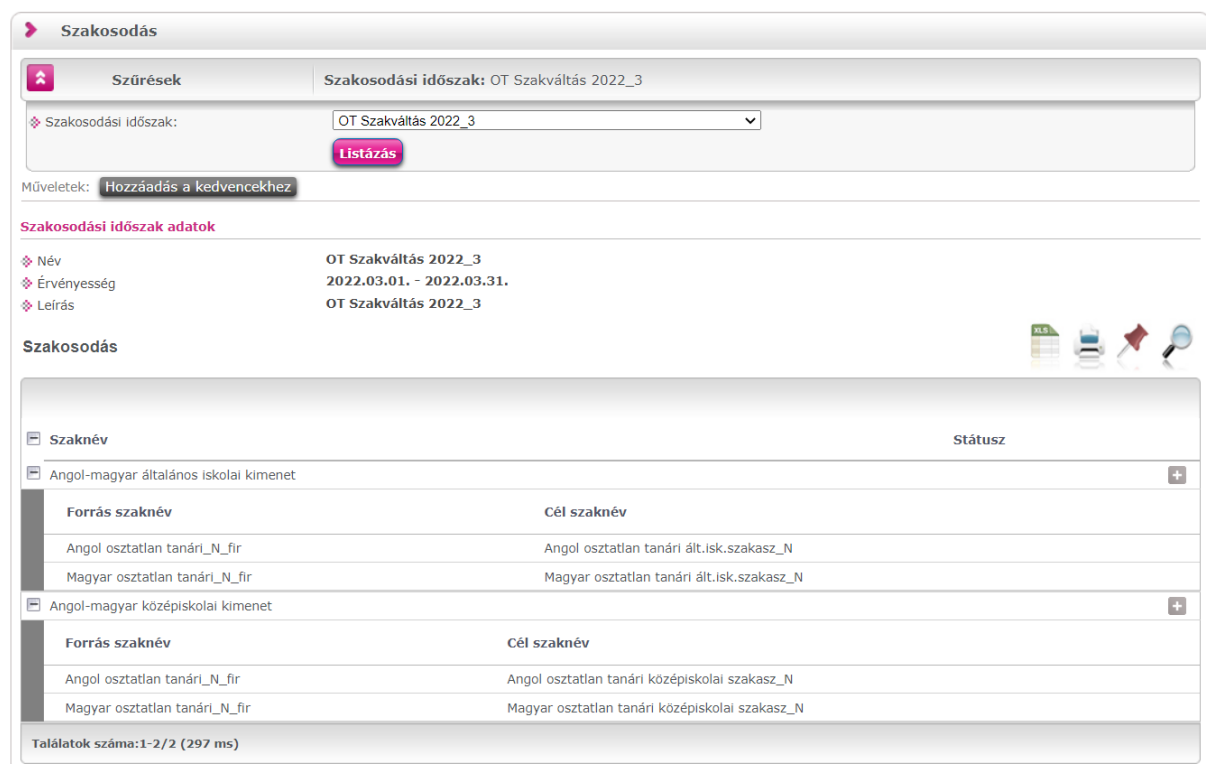 Szakosodás
Szűrések Szakosodási időszak: OT Szakváltás 2022_3
Szakosodási időszak: OT Szakváltás 2022_3
Listázás
Műveletek: Hozzáadás a kedvencekhez
Szakosodási időszak adatok
Név OT Szakváltás 2022_3
Érvényesség 2022.03.01. - 2022.03.31.
Leírás OT Szakváltás 2022_3
XLS
Szakosodás
Szaknév Státusz
Angol-magyar általános iskolai kimenet
Forrás szaknév Cél szaknév
Angol osztatlan tanári_N_fir Angol osztatlan tanári ált.isk.szakasz_N
Magyar osztatlan tanári_N_fir Magyar osztatlan tanári ált.isk.szakasz_N
Angol-magyar középiskolai kimenet
Forrás szaknév Cél szaknév
Angol osztatlan tanári_N_fir Angol osztatlan tanári középiskolai szakasz_N
Magyar osztatlan tanári_N_fir Magyar osztatlan tanári középiskolai szakasz_N
Találatok száma:1-2/2 (297 ms)